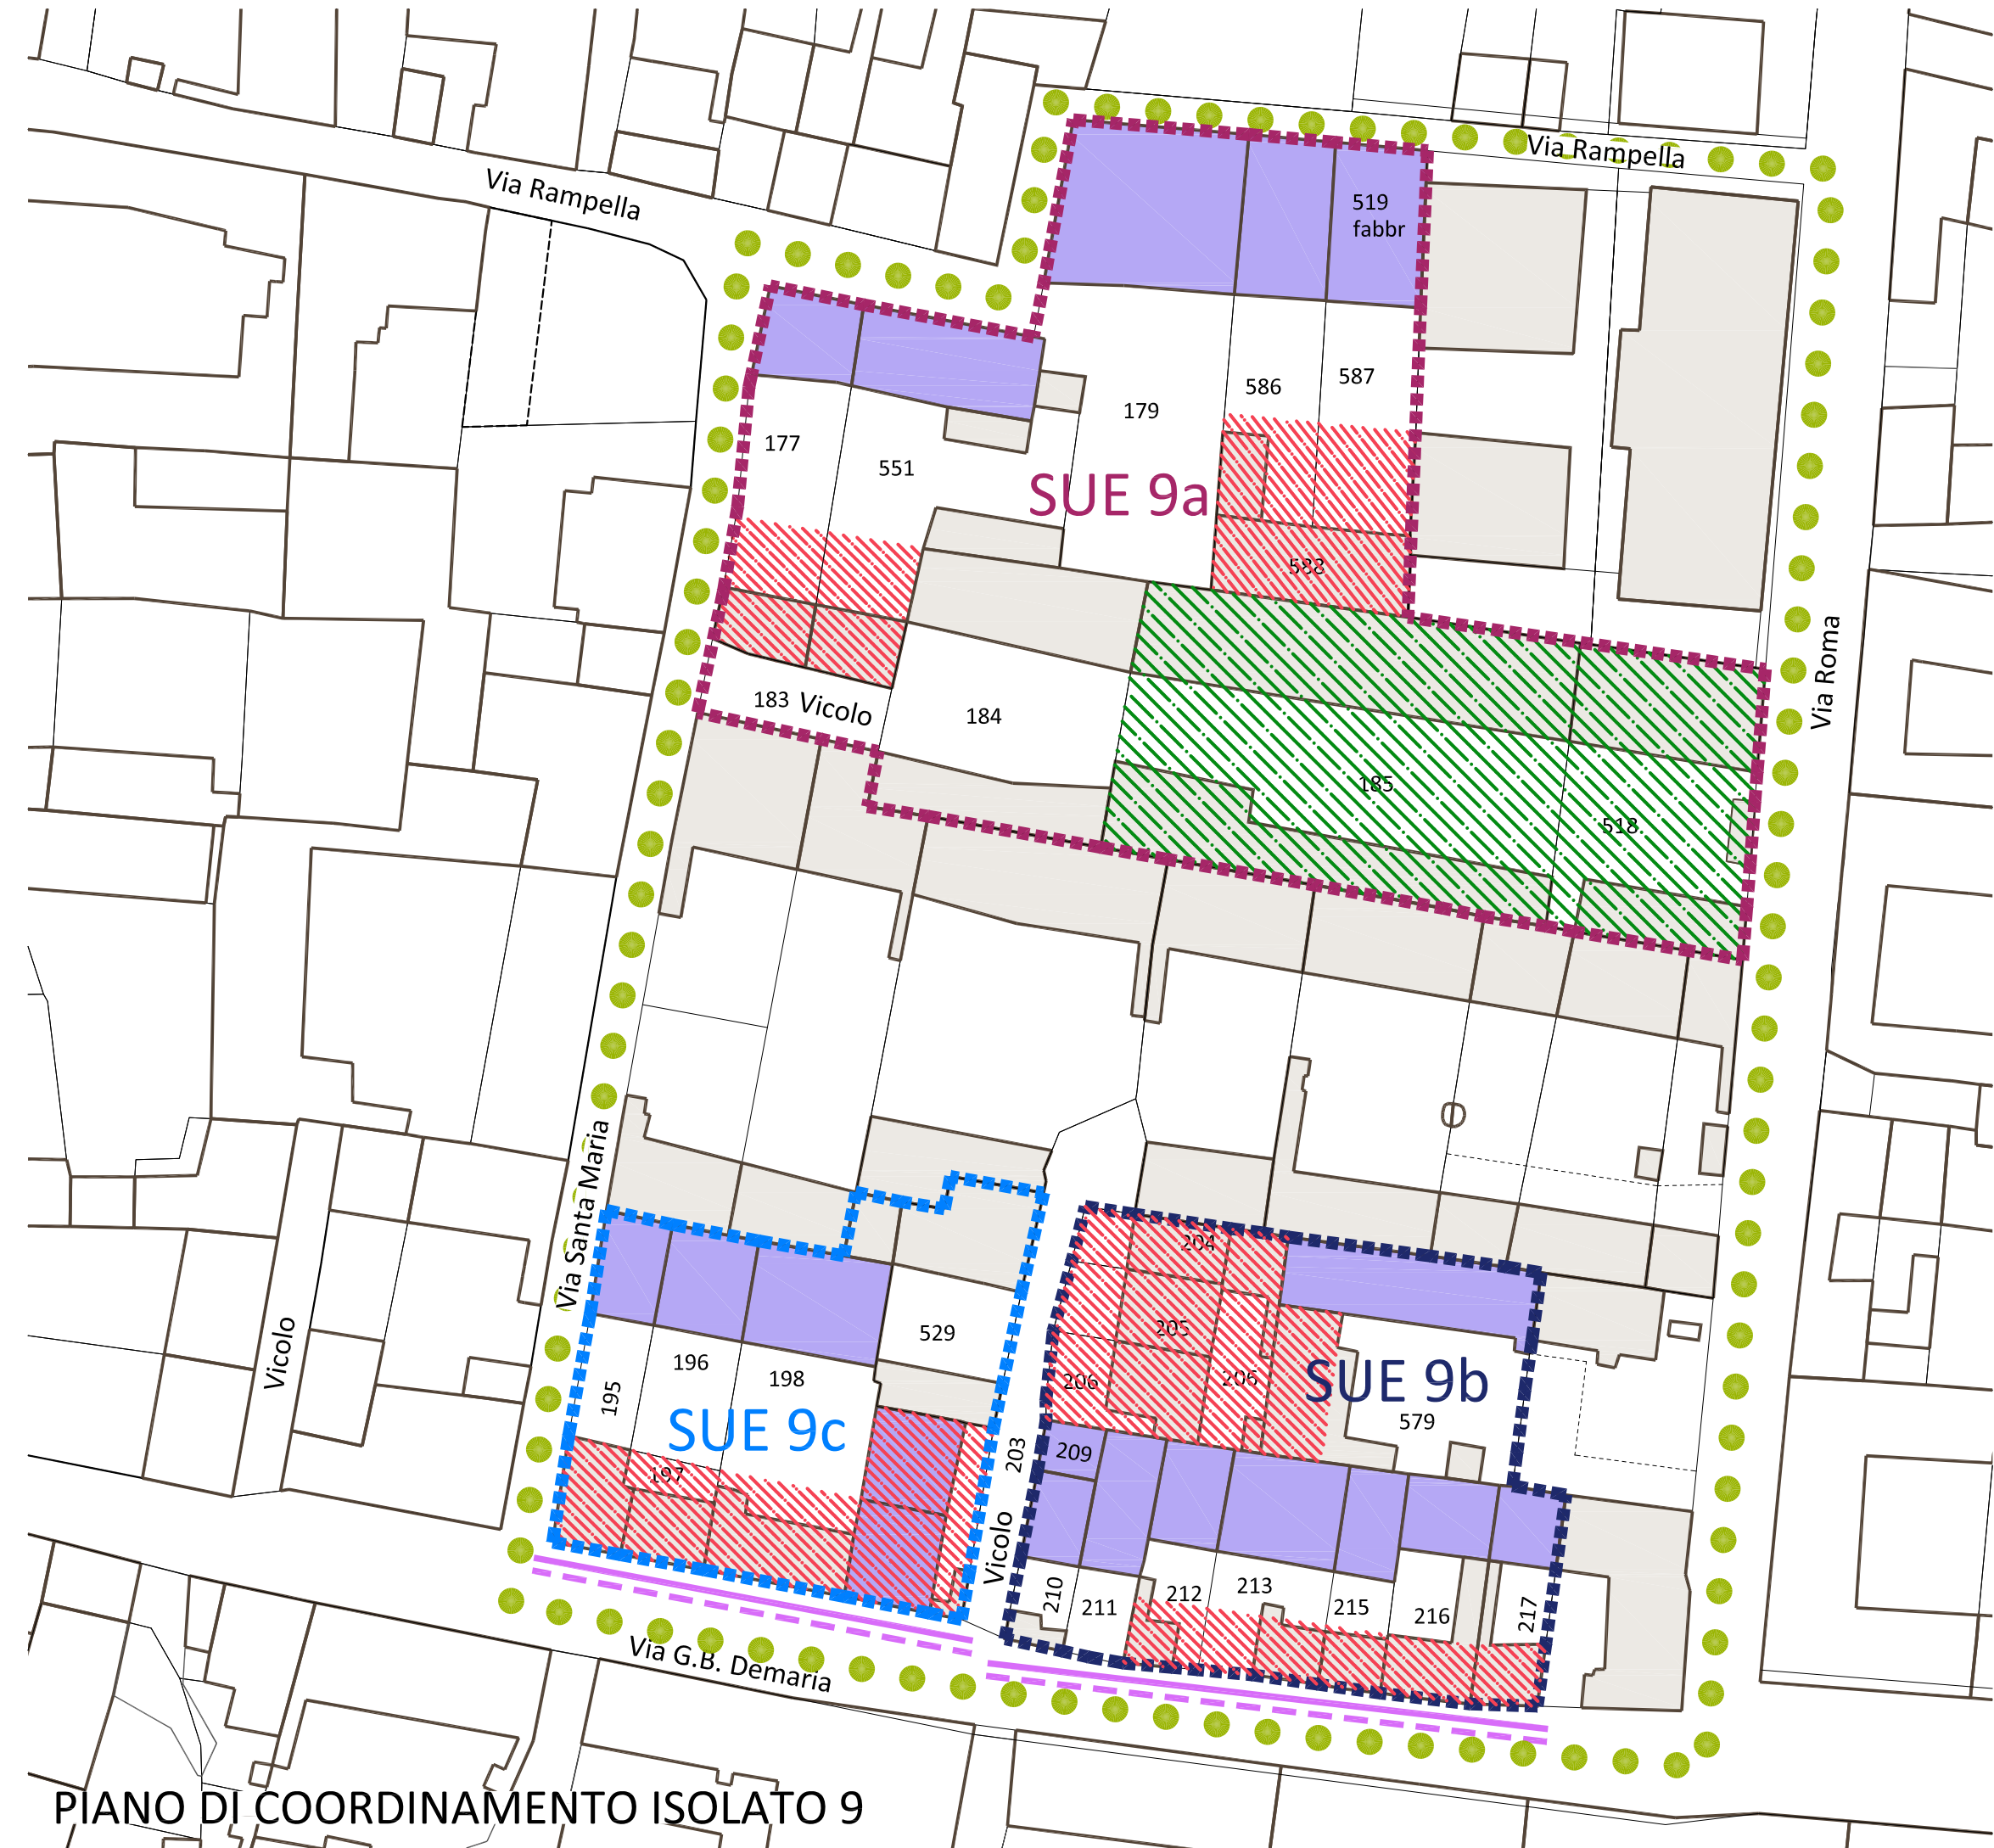 Via Rampella
Via Rampella
519
fabbr
586
587
179
177
551
SUE 9a
588
183
Vicolo
184
185
518
Via Roma
Via Santa Maria
Vicolo
204
205
206
206
529
196
198
195
SUE 9c
197
SUE 9b
579
203
209
Vicolo
210
211
212
213
215
216
217
Via G.B. Demaria
PIANO DI COORDINAMENTO ISOLATO 9